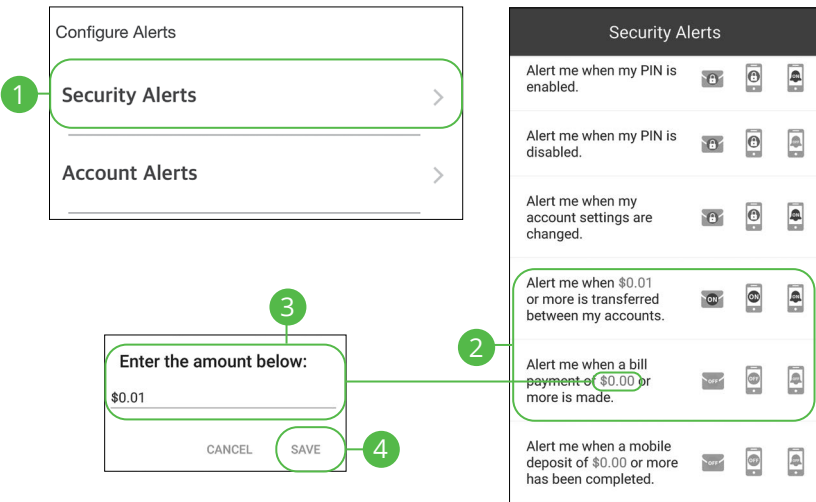 Configure Alerts
1
Security Alerts
Account Alerts
3
Enter the amount below:
$0.01
CANCEL
SAVE
4
2
Security Alerts
Alert me when my PIN is
enabled.
ON
Alert me when my PIN is
disabled.
Alert me when my
account settings are
changed.
ON
Alert me when $0.01
or more is transferred
between my accounts.
ON
ON
ON
Alert me when a bill
payment of $0.00 or
more is made.
OFF
OFF
Alert me when a mobile
deposit of $0.00 or more
has been completed.
OFF
OFF